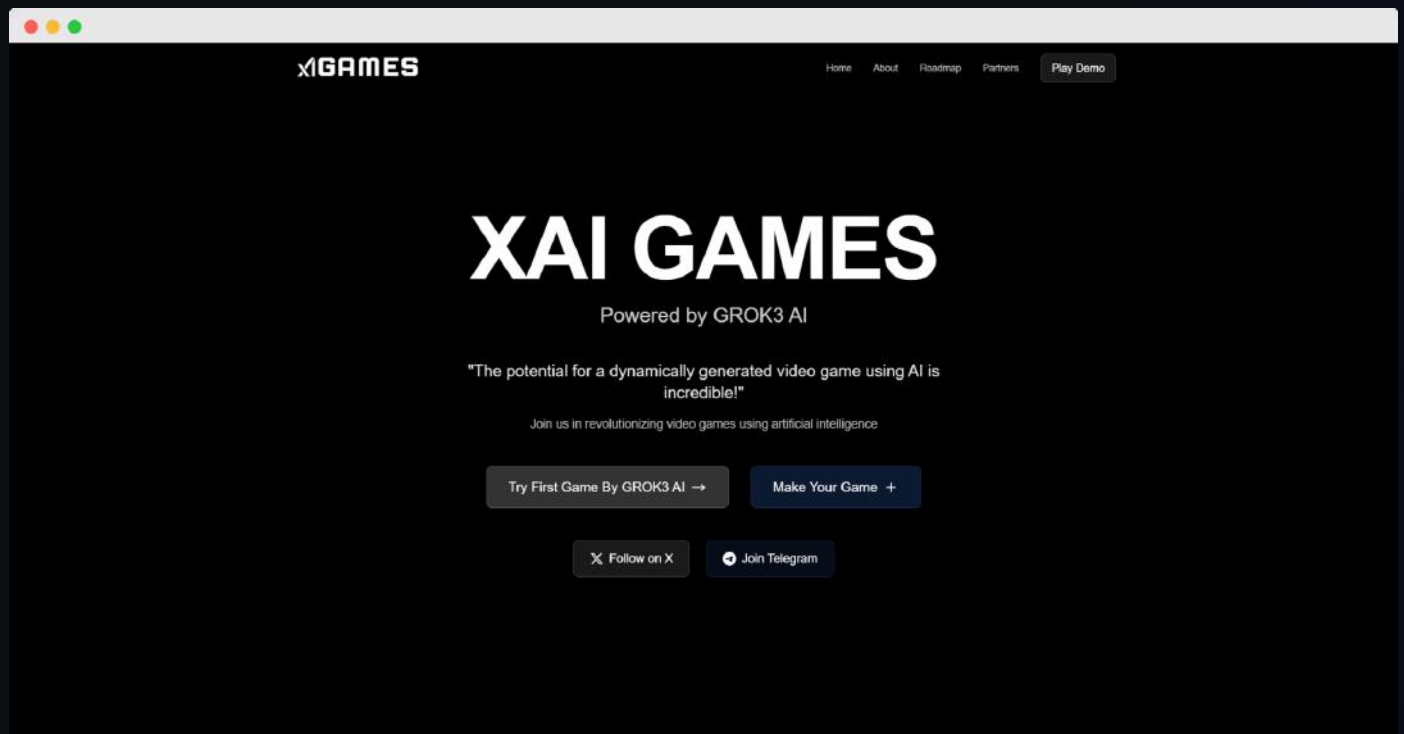 xAIGAMES
Home About Roadmap Partners Play Demo
XAI GAMES
Powered by GROK3 AI
"The potential for a dynamically generated video game using AI is
incredible!"
Join us in revolutionizing video games using artificial intelligence
Try First Game By GROK3 AI → Make Your Game +
Follow on X Join Telegram